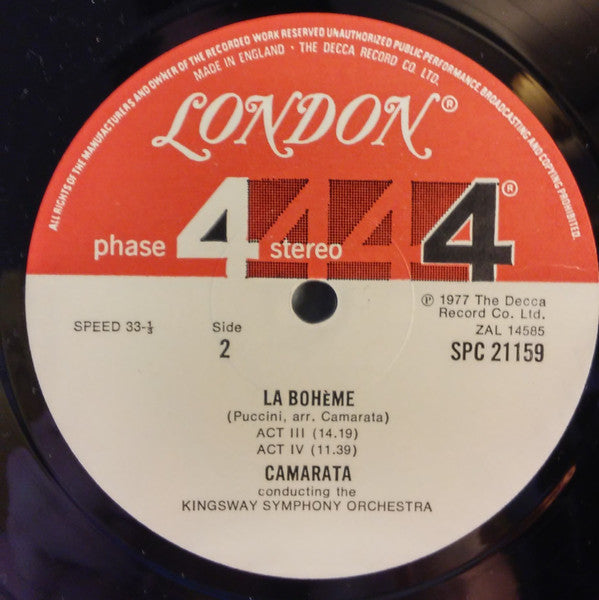 ALL RIGHTS OF THE MANUFACTURERS AND OWNER OF THE RECORDED WORK RESERVED UNAUTHORIZED PUBLIC PERFORMANCE, BROADCASTING AND COPYING PROHIBITED.
MADE IN ENGLAND · THE DECCA RECORD CO. LTD.
LONDON®
phase 4 stereo 4 4 4®
℗ 1977 The Decca
Record Co. Ltd.
SPEED 33-⅓
Side
2
ZAL 14585
SPC 21159
LA BOHèME
(Puccini, arr. Camarata)
ACT III (14.19)
ACT IV (11.39)
CAMARATA
conducting the
KINGSWAY SYMPHONY ORCHESTRA